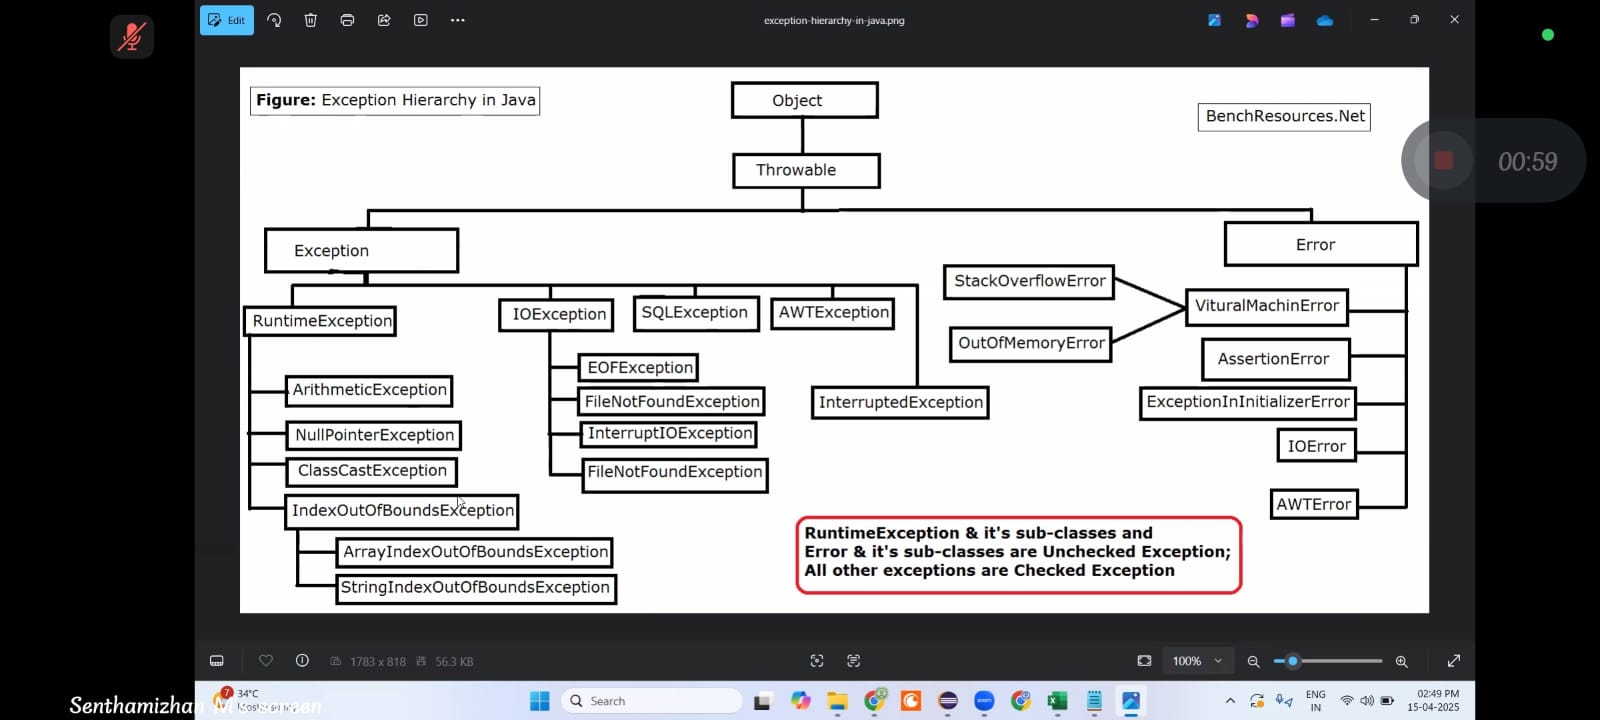 Edit
exception-hierarchy-in-java.png
Figure: Exception Hierarchy in Java
Object
BenchResources.Net
Throwable
00:59
Exception
Error
StackOverflowError
VituralMachinError
OutOfMemoryError
RuntimeException
IOException
SQLException
AWTException
AssertionError
EOFException
ArithmeticException
FileNotFoundException
InterruptedException
ExceptionInInitializerError
NullPointerException
InterruptIOException
IOError
ClassCastException
FileNotFoundException
IndexOutOfBoundsException
AWTError
ArrayIndexOutOfBoundsException
StringIndexOutOfBoundsException
RuntimeException & it's sub-classes and
Error & it's sub-classes are Unchecked Exception;
All other exceptions are Checked Exception
1783 x 818
56.3 KB
100%
7
34°C
Senthamizhan M's screen
Search
ENG
IN
02:49 PM
15-04-2025